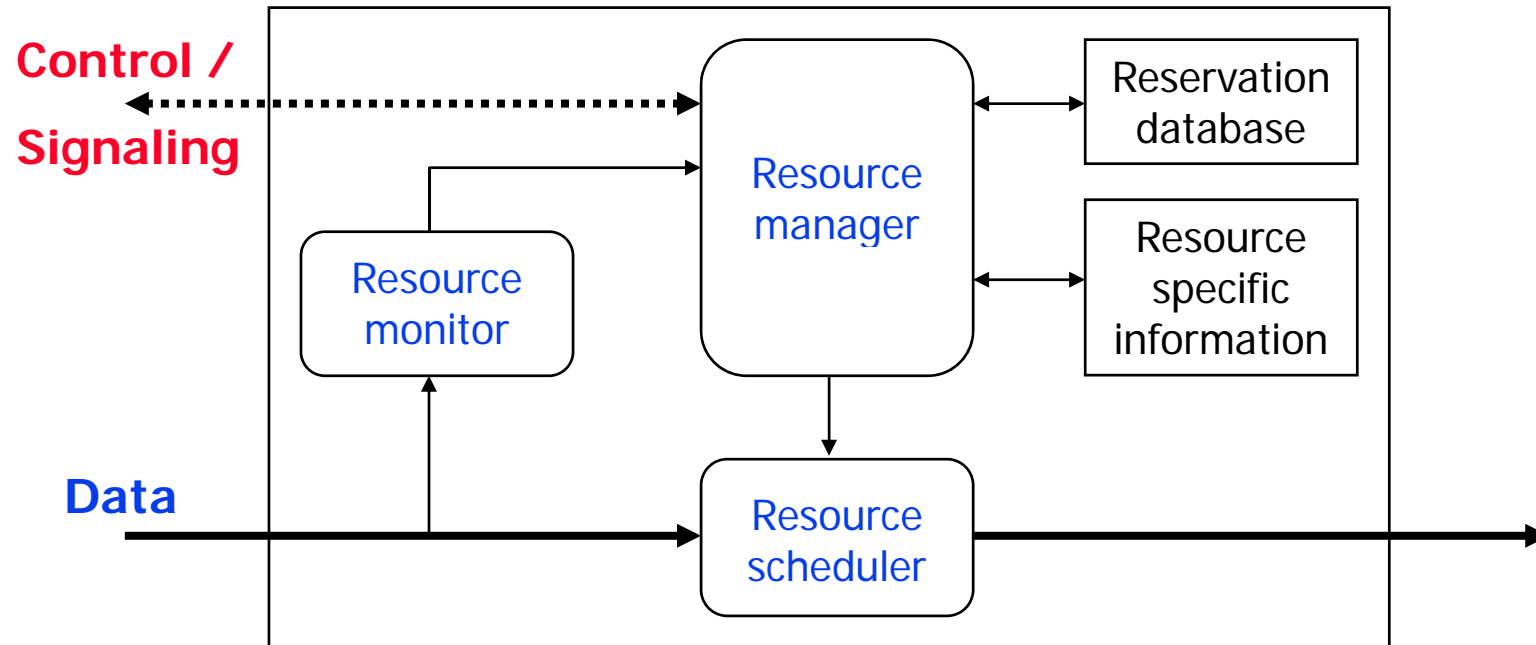 Control /
Signaling
Resource
manager
Reservation
database
Resource
specific
information
Resource
monitor
Data
Resource
scheduler